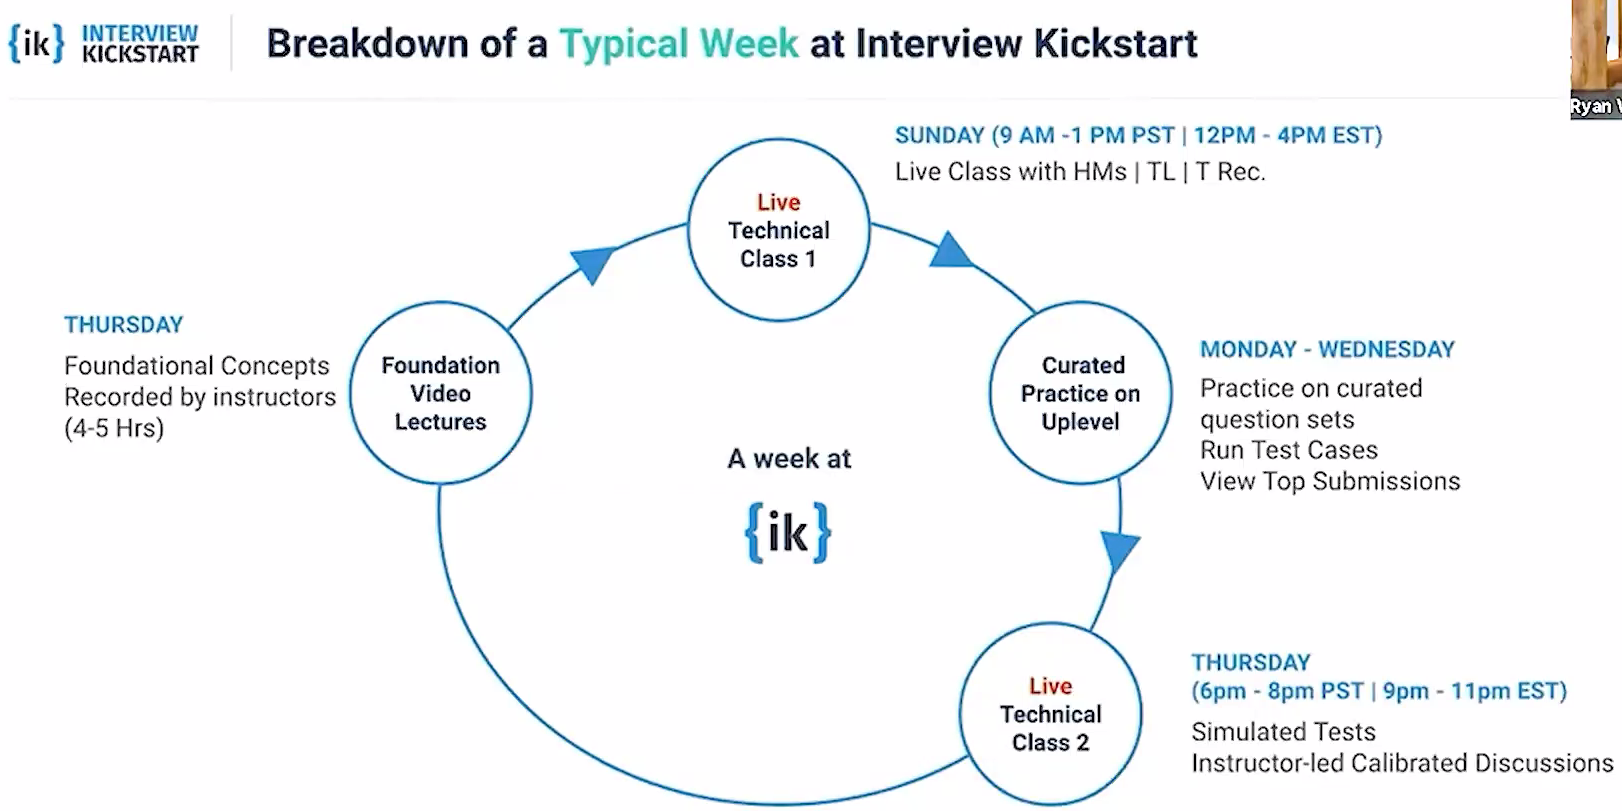 {ik} INTERVIEW
KICKSTART
Breakdown of a Typical Week at Interview Kickstart
Ryan
SUNDAY (9 AM -1 PM PST | 12PM - 4PM EST)
Live Class with HMs | TL | T Rec.
Live
Technical
Class 1
THURSDAY
Foundational Concepts
Recorded by instructors
(4-5 Hrs)
Foundation
Video
Lectures
Curated
Practice on
Uplevel
MONDAY - WEDNESDAY
Practice on curated
question sets
Run Test Cases
View Top Submissions
A week at
{ik}
Live
Technical
Class 2
THURSDAY
(6pm - 8pm PST | 9pm - 11pm EST)
Simulated Tests
Instructor-led Calibrated Discussions